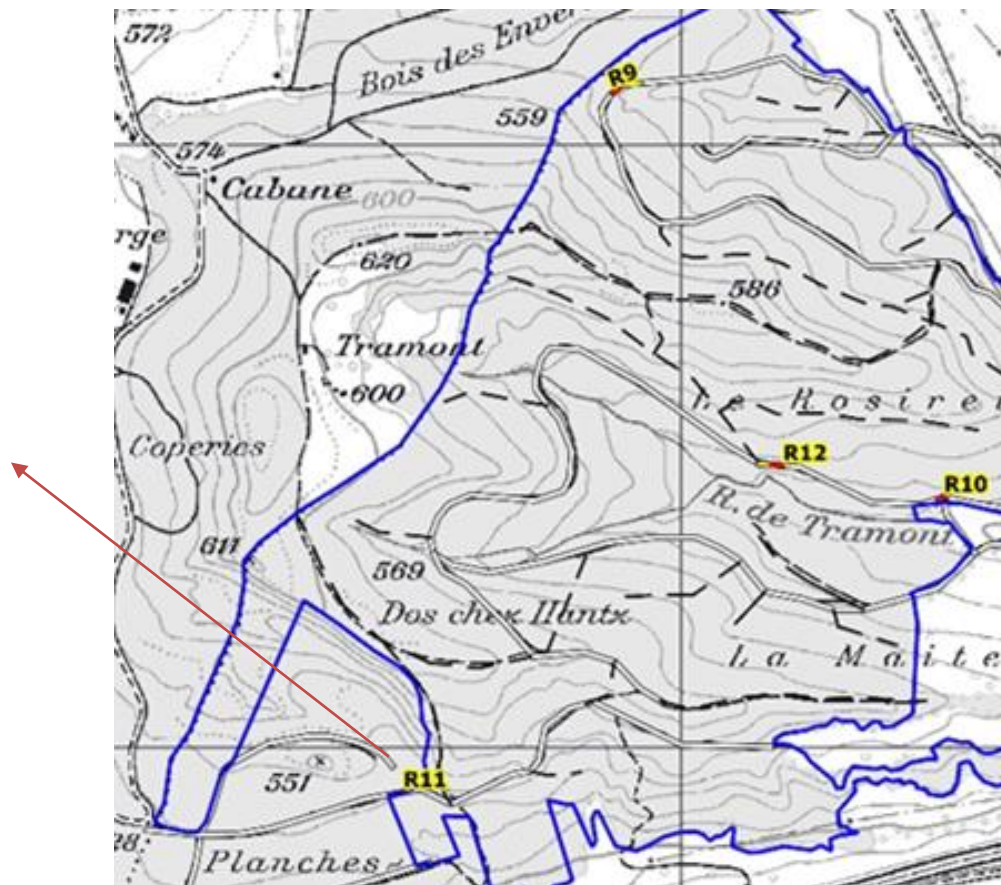 572
Bois des Enver
R9
559
574
Cabane
600
rge
620
586
Tramont
600
Le Rosire
Coperies
R12
R10
R. de Tramont
611
569
Dos chez Hantz
La Maite
551
R11
28
Planches